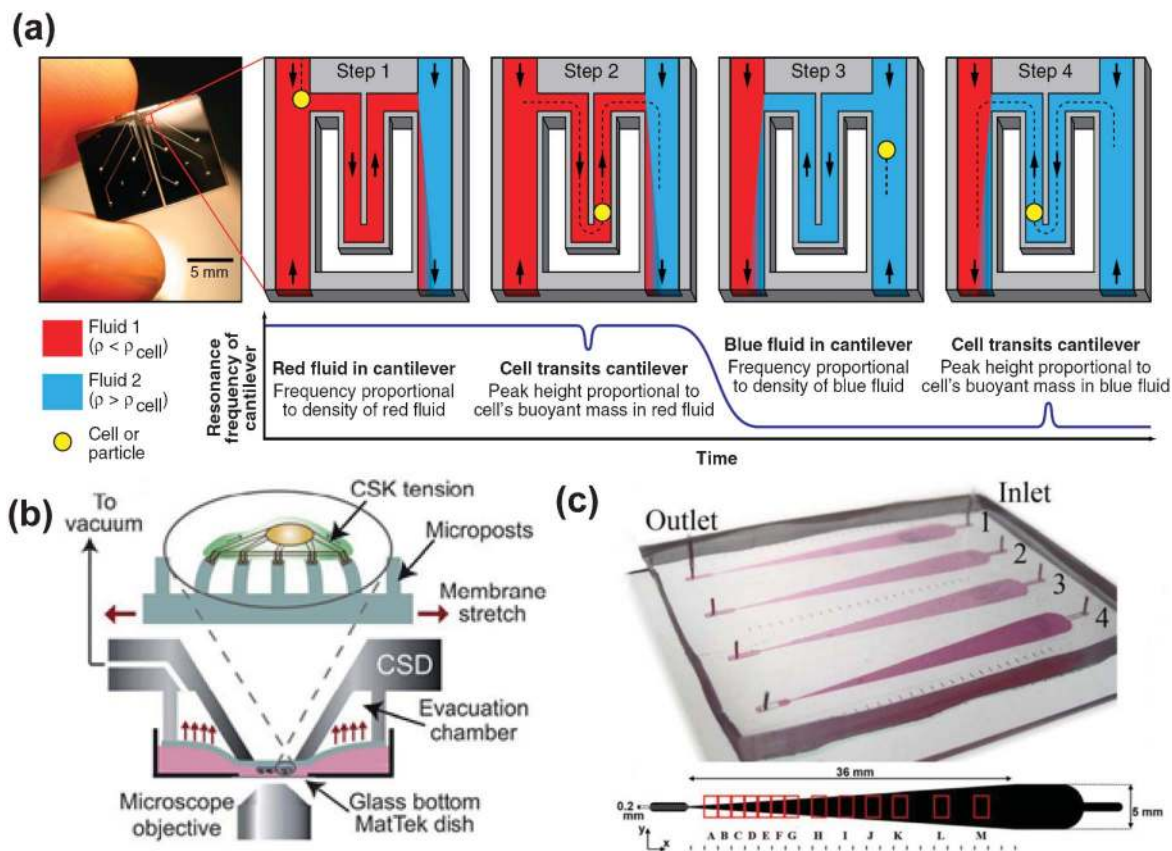 (a)
Step 1
Step 2
Step 3
Step 4
5 mm
Fluid 1
(ρ < ρcell)
Fluid 2
(ρ > ρcell)
Cell or
particle
Resonance
frequency of
cantilever
Red fluid in cantilever
Frequency proportional
to density of red fluid
Cell transits cantilever
Peak height proportional to
cell's buoyant mass in red fluid
Blue fluid in cantilever
Frequency proportional
to density of blue fluid
Cell transits cantilever
Peak height proportional to
cell's buoyant mass in blue fluid
Time
(b)
To
vacuum
CSK tension
Microposts
Membrane
stretch
CSD
Evacuation
chamber
Glass bottom
MatTek dish
Microscope
objective
(c)
Outlet
Inlet
1
2
3
4
36 mm
0.2
mm
5 mm
y
x
A B C D E F G H I J K L M